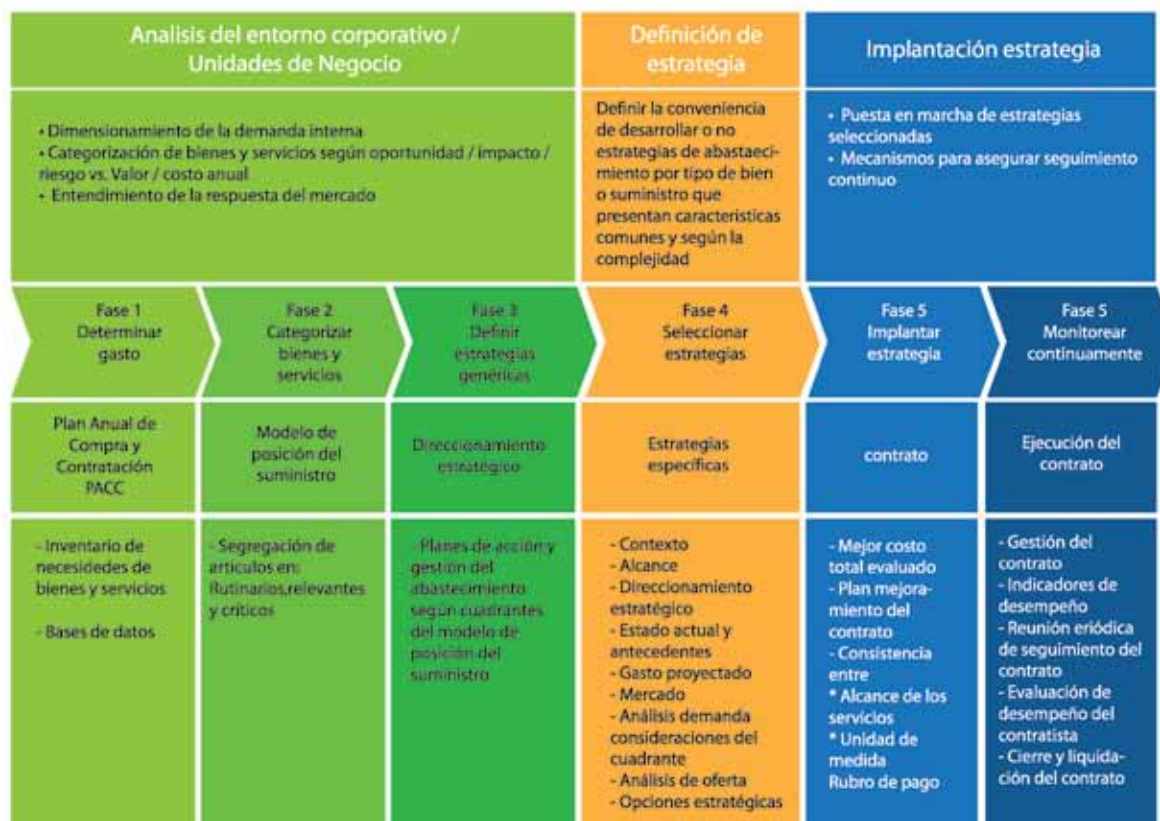 Analisis del entorno corporativo /
Unidades de Negocio
Definición de
estrategia
Implantación estrategia
• Dimensionamiento de la demanda interna
• Categorización de bienes y servicios según oportunidad / impacto /
riesgo vs. Valor / costo anual
• Entendimiento de la respuesta del mercado
Definir la conveniencia
de desarrollar o no
estrategias de abastaeci-
miento por tipo de bien
o suministro que
presentan características
comunes y según la
complejidad
• Puesta en marcha de estrategias
seleccionadas
• Mecanismos para asegurar seguimiento
continuo
Fase 1
Determinar
gasto
Fase 2
Categorizar
bienes y
servicios
Fase 3
Definir
estrategias
genéricas
Fase 4
Seleccionar
estrategias
Fase 5
Implantar
estrategia
Fase 5
Monitorear
continuamente
Plan Anual de
Compra y
Contratación
PACC
Modelo de
posición del
suministro
Direccionamiento
estratégico
Estrategias
específicas
contrato
Ejecución del
contrato
- Inventario de
necesidades de
bienes y servicios
- Bases de datos
- Segregación de
artículos en:
Rutinarios,relevantes
y críticos
- Planes de acción y
gestión del
abastecimiento
según cuadrantes
del modelo de
posición del
suministro
- Contexto
- Alcance
- Direccionamiento
estratégico
- Estado actual y
antecedentes
- Gasto proyectado
- Mercado
- Análisis demanda
consideraciones del
cuadrante
- Análisis de oferta
- Opciones estratégicas
- Mejor costo
total evaluado
- Plan mejora-
miento del
contrato
- Consistencia
entre
* Alcance de los
servicios
* Unidad de
medida
Rubro de pago
- Gestión del
contrato
- Indicadores de
desempeño
- Reunión eriódica
de seguimiento del
contrato
- Evaluación de
desempeño del
contratista
- Cierre y liquida-
ción del contrato